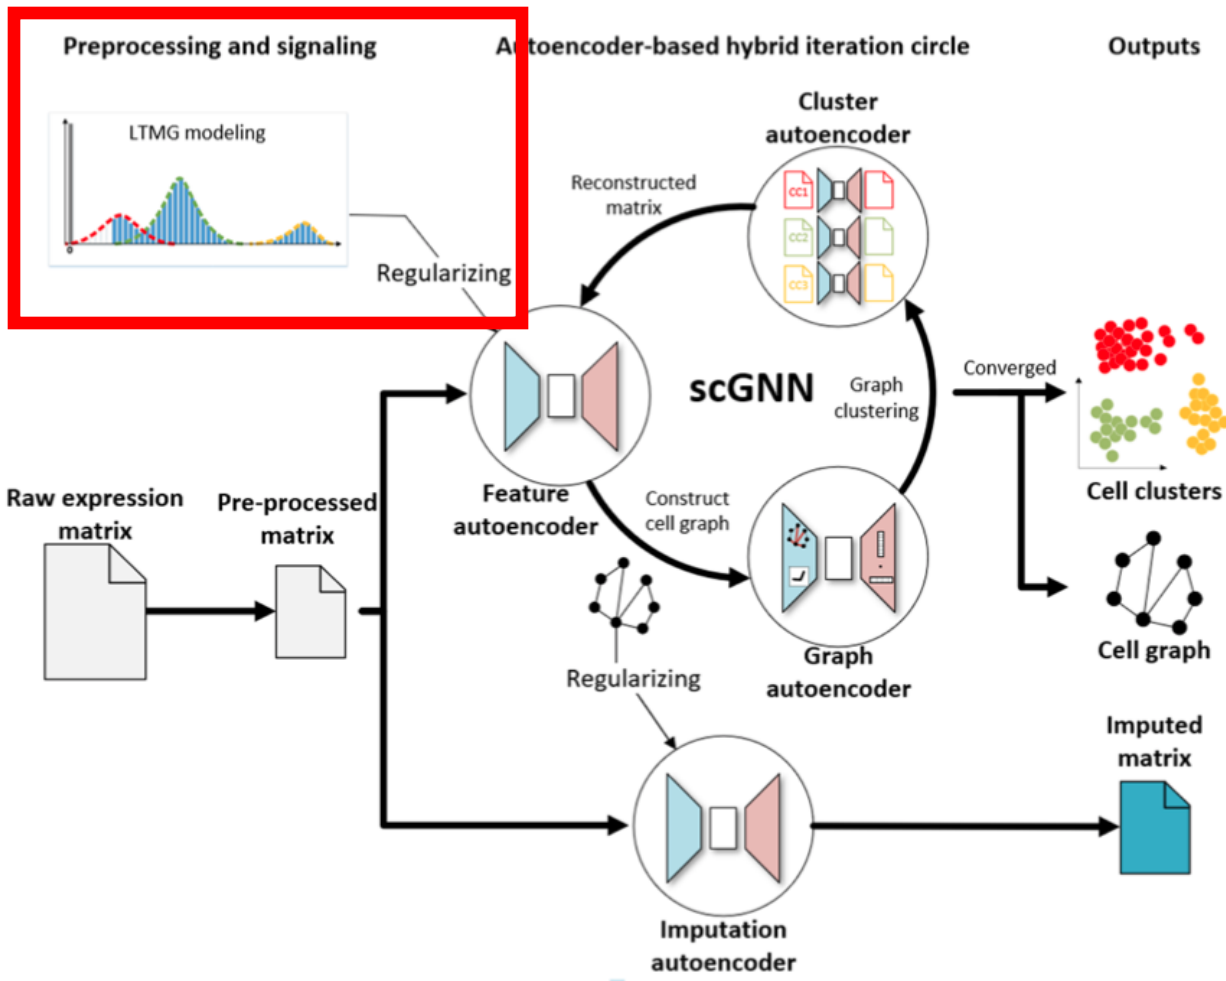 Preprocessing and signaling
Autoencoder-based hybrid iteration circle
Outputs
LTMG modeling
0
Regularizing
Cluster
autoencoder
CC1
CC2
CC3
Reconstructed
matrix
scGNN
Graph
clustering
Converged
Cell clusters
Raw expression
matrix
Pre-processed
matrix
Feature
autoencoder
Construct
cell graph
Graph
autoencoder
Cell graph
Regularizing
Imputed
matrix
Imputation
autoencoder